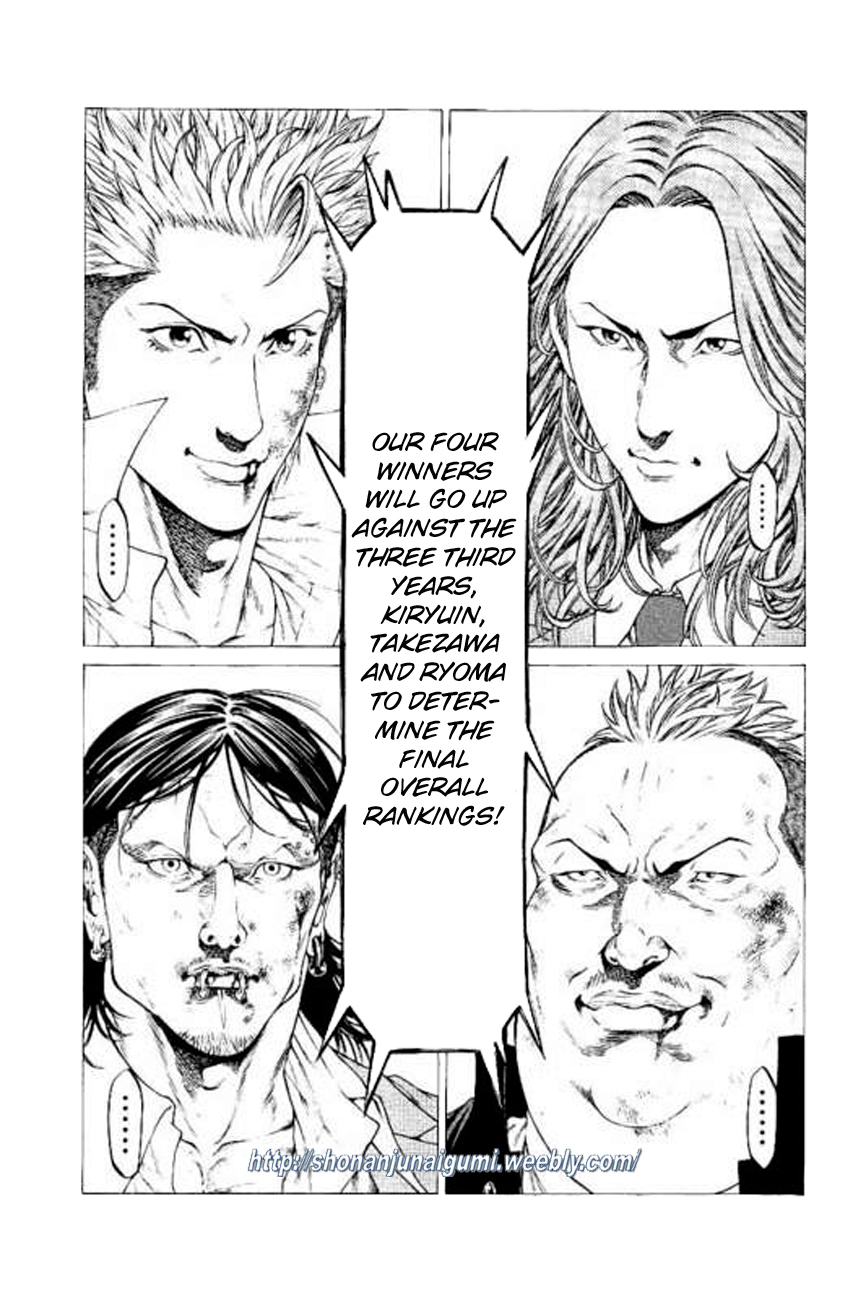 OUR FOUR
WINNERS
WILL GO UP
AGAINST THE
THREE THIRD
YEARS,
KIRYUIN,
TAKEZAWA
AND RYOMA
TO DETER-
MINE THE
FINAL
OVERALL
RANKINGS!
.....
.....
.....
.....
http://shonanjunaigumi.weebly.com/